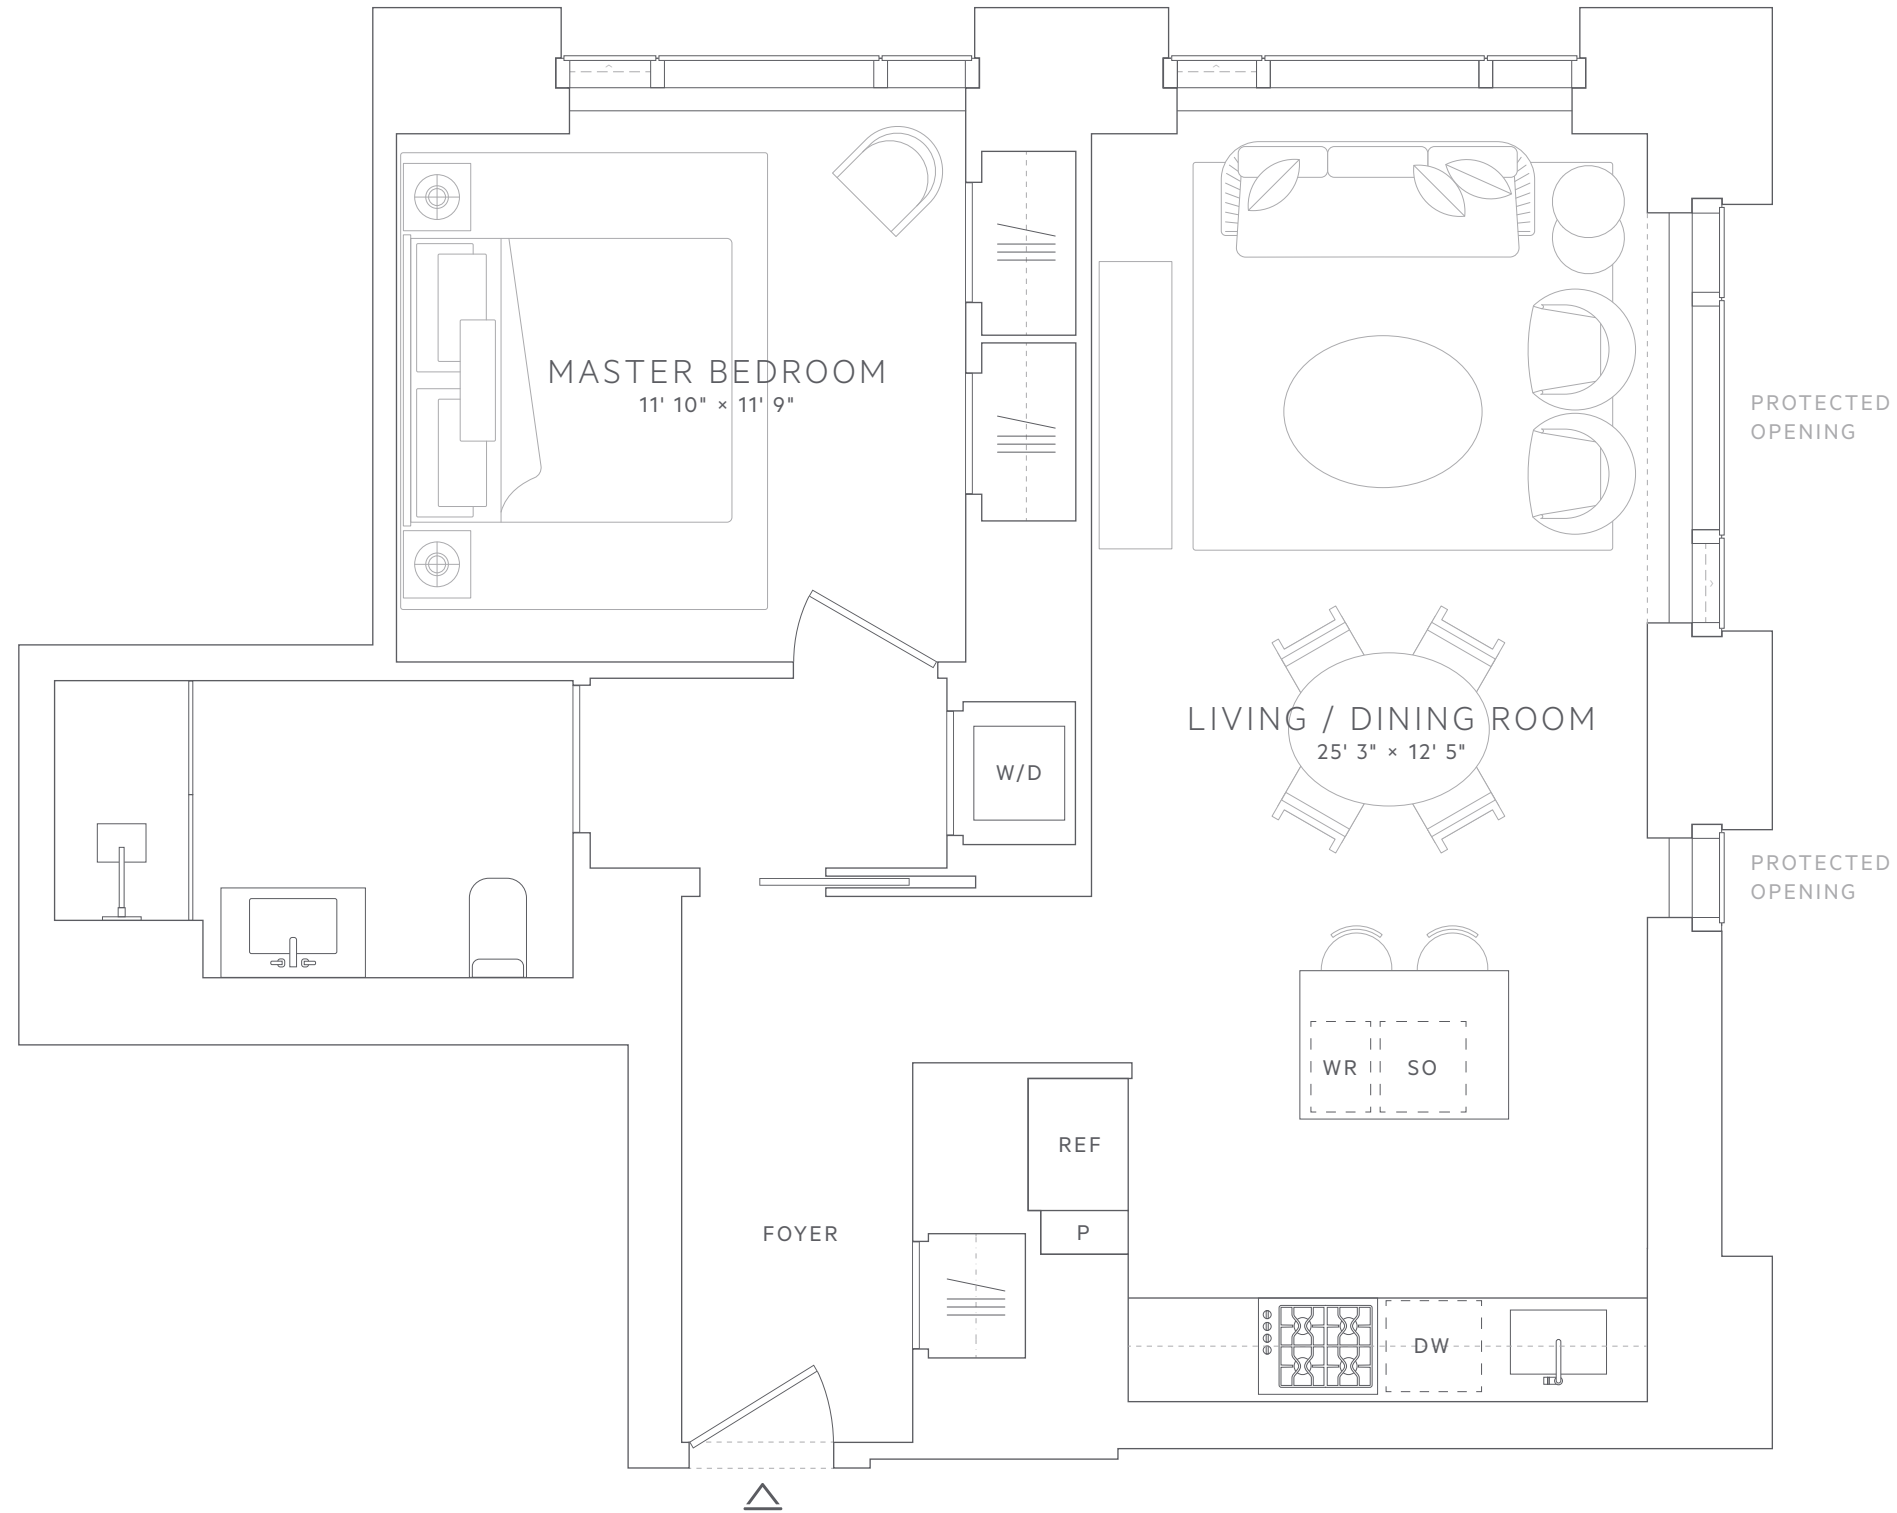 MASTER BEDROOM
11' 10" × 11' 9"
PROTECTED
OPENING
LIVING / DINING ROOM
25' 3" × 12' 5"
W/D
PROTECTED
OPENING
WR
SO
REF
P
FOYER
DW